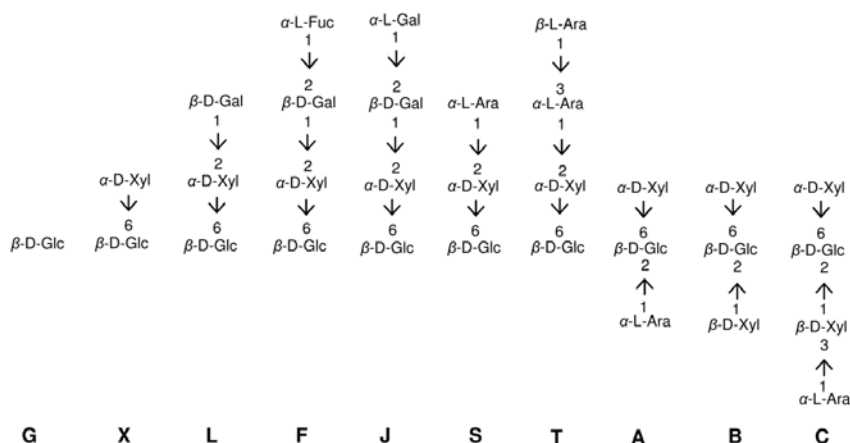 α-L-Fuc α-L-Gal β-L-Ara
1 1 1
2 2 3
β-D-Gal β-D-Gal β-D-Gal α-L-Ara α-L-Ara
1 1 1 1 1
2 2 2 2 2
α-D-Xyl α-D-Xyl α-D-Xyl α-D-Xyl α-D-Xyl α-D-Xyl α-D-Xyl α-D-Xyl α-D-Xyl
6 6 6 6 6 6 6 6 6
β-D-Glc β-D-Glc β-D-Glc β-D-Glc β-D-Glc β-D-Glc β-D-Glc β-D-Glc β-D-Glc β-D-Glc
2 2 2
1 1 1
α-L-Ara β-D-Xyl β-D-Xyl
3
1
α-L-Ara
G X L F J S T A B C